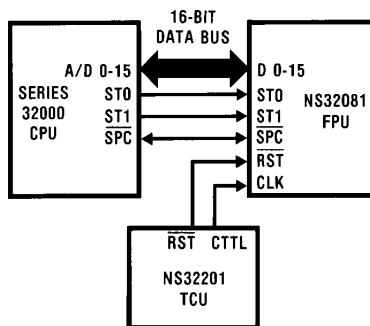 16-BIT
DATA BUS
A/D 0-15
D 0-15
SERIES
32000
CPU
ST0
ST1
SPC
ST0
ST1
SPC
RST
CLK
NS32081
FPU
RST CTTL
NS32201
TCU